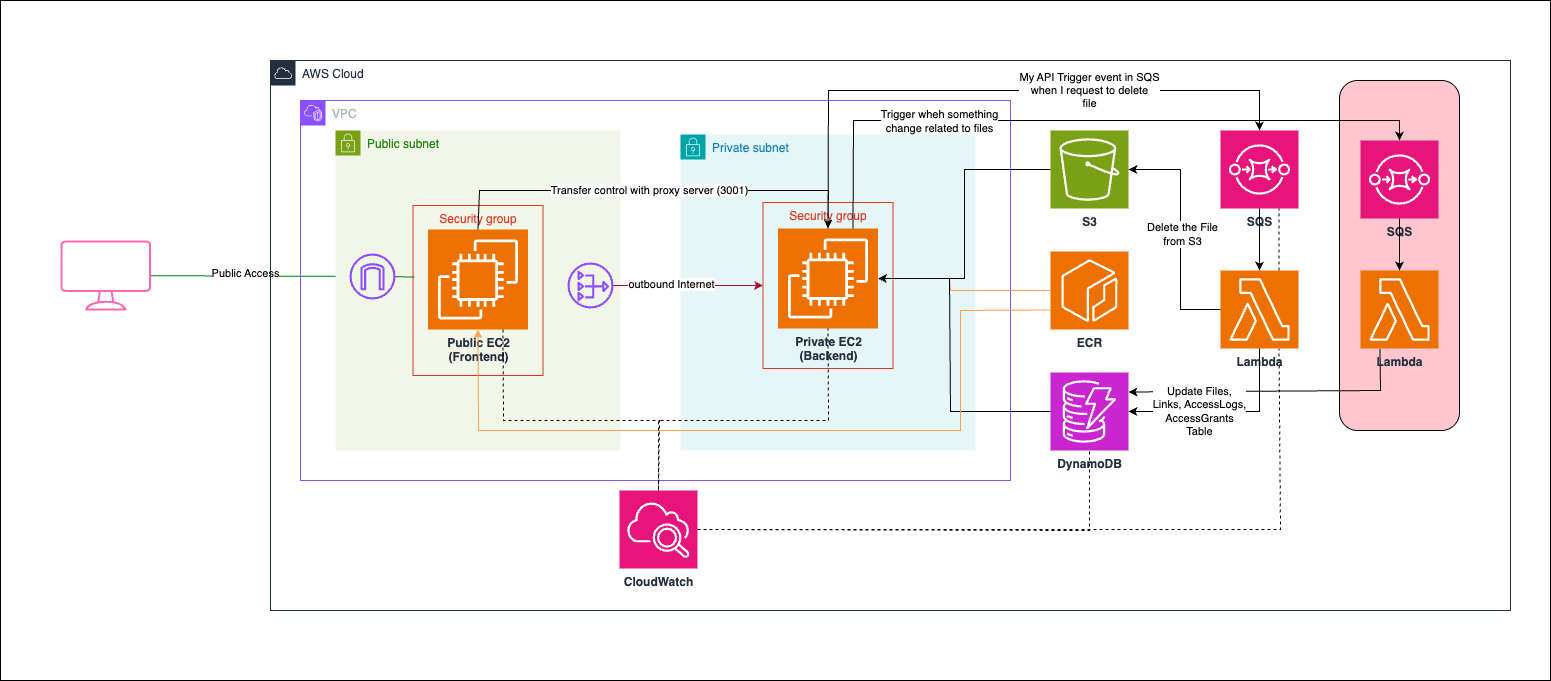 AWS Cloud
My API Trigger event in SQS
when I request to delete
file
VPC
Trigger wheh something
change related to files
Public subnet
Private subnet
Transfer control with proxy server (3001)
Security group
Security group
S3
SQS
SQS
Delete the File
from S3
Public Access
outbound Internet
Public EC2
(Frontend)
Private EC2
(Backend)
ECR
Lambda
Lambda
Update Files,
Links, AccessLogs,
AccessGrants
Table
DynamoDB
CloudWatch